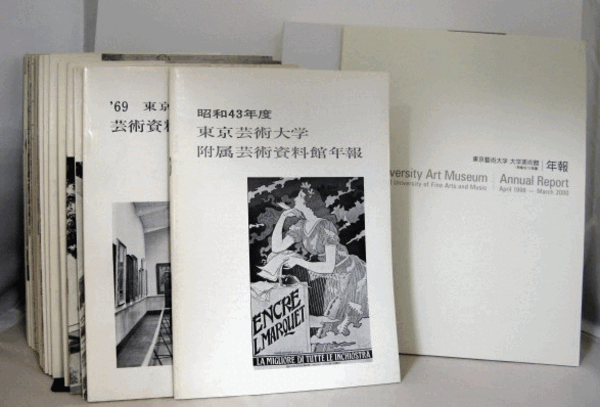 '69 東京
芸術資料
昭和43年度
東京芸術大学
附属芸術資料館年報
ENCRE
L.MARQUET
LA MIGLIORE DI TUTTE LE INCHIOSTRA
東京藝術大学 大学美術館
年報
versity Art Museum
University of Fine Arts and Music
Annual Report
April 1998 — March 2000